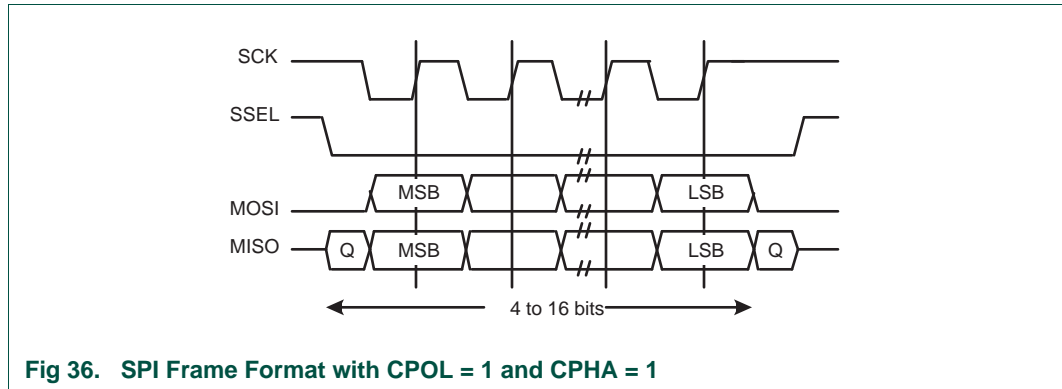 SCK
SSEL
MOSI
MSB
LSB
MISO
Q
MSB
LSB
Q
4 to 16 bits
Fig 36. SPI Frame Format with CPOL = 1 and CPHA = 1